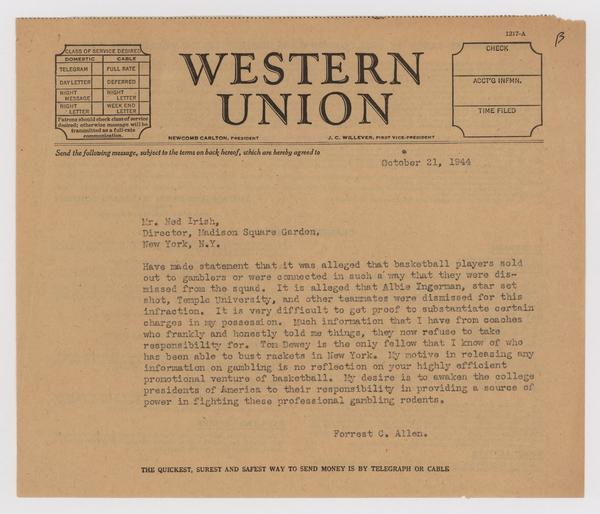 1217-A
β
CLASS OF SERVICE DESIRED
DOMESTIC CABLE
TELEGRAM FULL RATE
DAY LETTER DEFERRED
NIGHT MESSAGE NIGHT LETTER
NIGHT LETTER WEEK END LETTER
Patrons should check class of service
desired; otherwise message will be
transmitted as a full-rate
communication.
WESTERN
UNION
NEWCOMB CARLTON, PRESIDENT J. C. WILLEVER, FIRST VICE-PRESIDENT
CHECK
ACCT'G INFMN.
TIME FILED
Send the following message, subject to the terms on back hereof, which are hereby agreed to
October 21, 1944
Mr. Ned Irish,
Director, Madison Square Garden,
New York, N.Y.
Have made statement that it was alleged that basketball players sold
out to gamblers or were connected in such a way that they were dis-
missed from the squad. It is alleged that Albie Ingerman, star set
shot, Temple University, and other teammates were dismissed for this
infraction. It is very difficult to get proof to substantiate certain
charges in my possession. Much information that I have from coaches
who frankly and honestly told me things, they now refuse to take
responsibility for. Tom Dewey is the only fellow that I know of who
has been able to bust rackets in New York. My motive in releasing any
information on gambling is no reflection on your highly efficient
promotional venture of basketball. My desire is to awaken the college
presidents of America to their responsibility in providing a source of
power in fighting these professional gambling rodents.
Forrest C. Allen.
THE QUICKEST, SUREST AND SAFEST WAY TO SEND MONEY IS BY TELEGRAPH OR CABLE